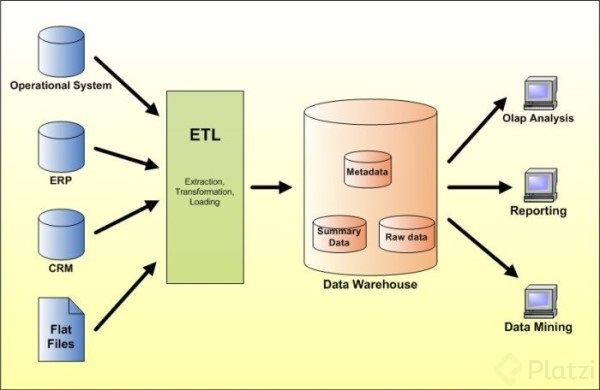 Operational System
ERP
CRM
Flat
Files
ETL
Extraction,
Transformation,
Loading
Metadata
Summary
Data
Raw data
Data Warehouse
Olap Analysis
Reporting
Data Mining
Platzi